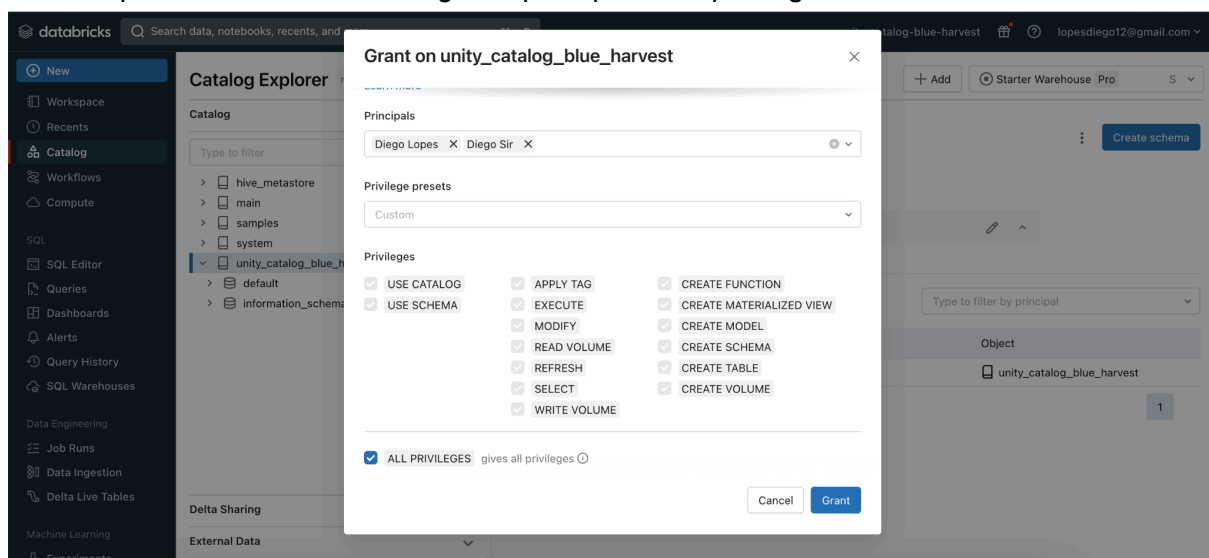 databricks
Search data, notebooks, recents, and
talog-blue-harvest
lopesdiego12@gmail.com
New
Workspace
Recents
Catalog
Workflows
Compute
SQL
SQL Editor
Queries
Dashboards
Alerts
Query History
SQL Warehouses
Data Engineering
Job Runs
Data Ingestion
Delta Live Tables
Machine Learning
Catalog Explorer
Catalog
Type to filter
hive_metastore
main
samples
system
unity_catalog_blue_h
default
information_schema
Delta Sharing
External Data
Grant on unity_catalog_blue_harvest
Principals
Diego Lopes Diego Sir
Privilege presets
Custom
Privileges
USE CATALOG APPLY TAG CREATE FUNCTION
USE SCHEMA EXECUTE CREATE MATERIALIZED VIEW
MODIFY CREATE MODEL
READ VOLUME CREATE SCHEMA
REFRESH CREATE TABLE
SELECT CREATE VOLUME
WRITE VOLUME
ALL PRIVILEGES gives all privileges
Cancel Grant
+ Add Starter Warehouse Pro S
Create schema
Type to filter by principal
Object
unity_catalog_blue_harvest
1